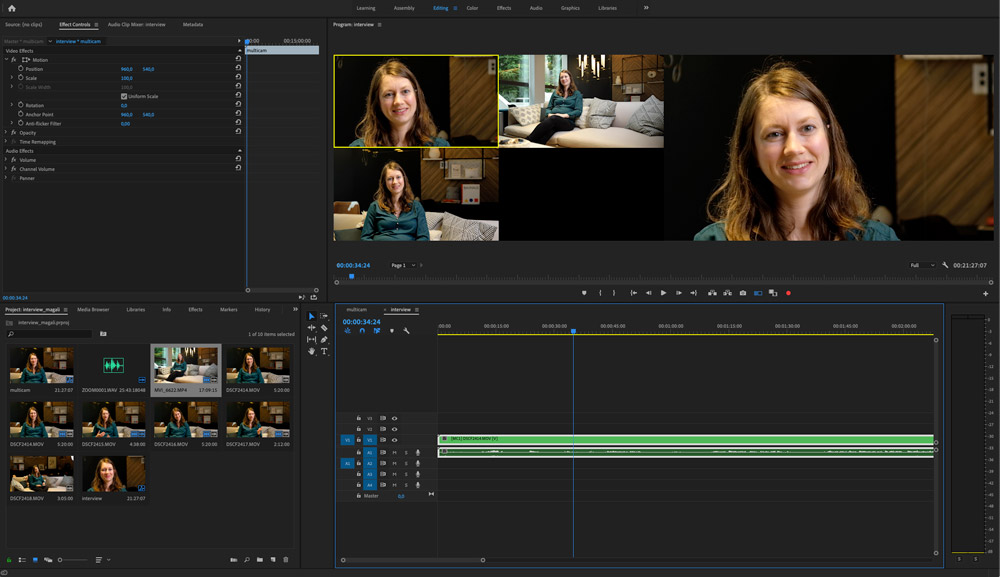 Learning Assembly Editing Color Effects Audio Graphics Libraries
Source: (no clips) Effect Controls Audio Clip Mixer: interview Metadata
Program: interview
Master * multicam interview * multicam 00:00 00:15:00:00
Video Effects multicam
fx Motion
Position 960,0 540,0
Scale 100,0
Scale Width 100,0
Uniform Scale
Rotation 0,0
Anchor Point 960,0 540,0
Anti-flicker Filter 0,00
fx Opacity
Time Remapping
Audio Effects
fx Volume
fx Channel Volume
Panner
00:00:34:24
00:00:34:24 Page 1 Full 00:21:27:07
Project: interview_magali Media Browser Libraries Info Effects Markers History
interview_magali.prproj
1 of 10 items selected
multicam 21:27:07 ZOOM0001.WAV 25:43:18048 MVI_6622.MP4 17:09:15 DSCF2413.MOV 5:20:00
DSCF2414.MOV 5:20:00 DSCF2415.MOV 4:39:00 DSCF2416.MOV 5:20:00 DSCF2417.MOV 2:13:00
DSCF2418.MOV 3:03:00 interview 21:27:07
multicam interview
00:00:34:24
:00:00 00:00:15:00 00:00:30:00 00:00:45:00 00:01:00:00 00:01:15:00 00:01:30:00 00:01:45:00 00:02:00:00
V3
V2
V1 V1 [MC1] DSCF2414.MOV [V]
A1 M S
A1 A2 M S
A3 M S
A4 M S
Master 0,0
S S